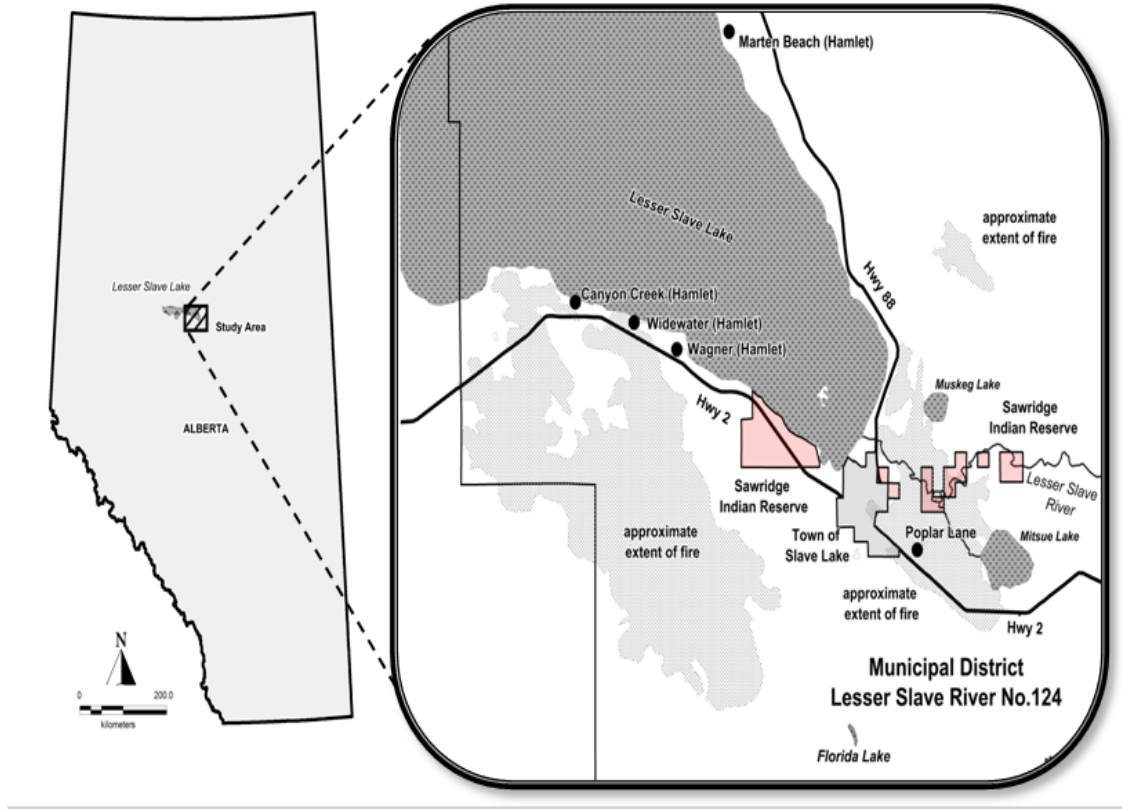 Lesser Slave Lake
Study Area
ALBERTA
N
0 200.0
kilometers
Marten Beach (Hamlet)
Lesser Slave Lake
approximate
extent of fire
Hwy 88
Canyon Creek (Hamlet)
Widewater (Hamlet)
Wagner (Hamlet)
Hwy 2
Muskeg Lake
Sawridge
Indian Reserve
Sawridge
Indian Reserve
Lesser Slave
River
Town of
Slave Lake
Poplar Lane
Mitsue Lake
approximate
extent of fire
approximate
extent of fire
Hwy 2
Municipal District
Lesser Slave River No.124
Florida Lake